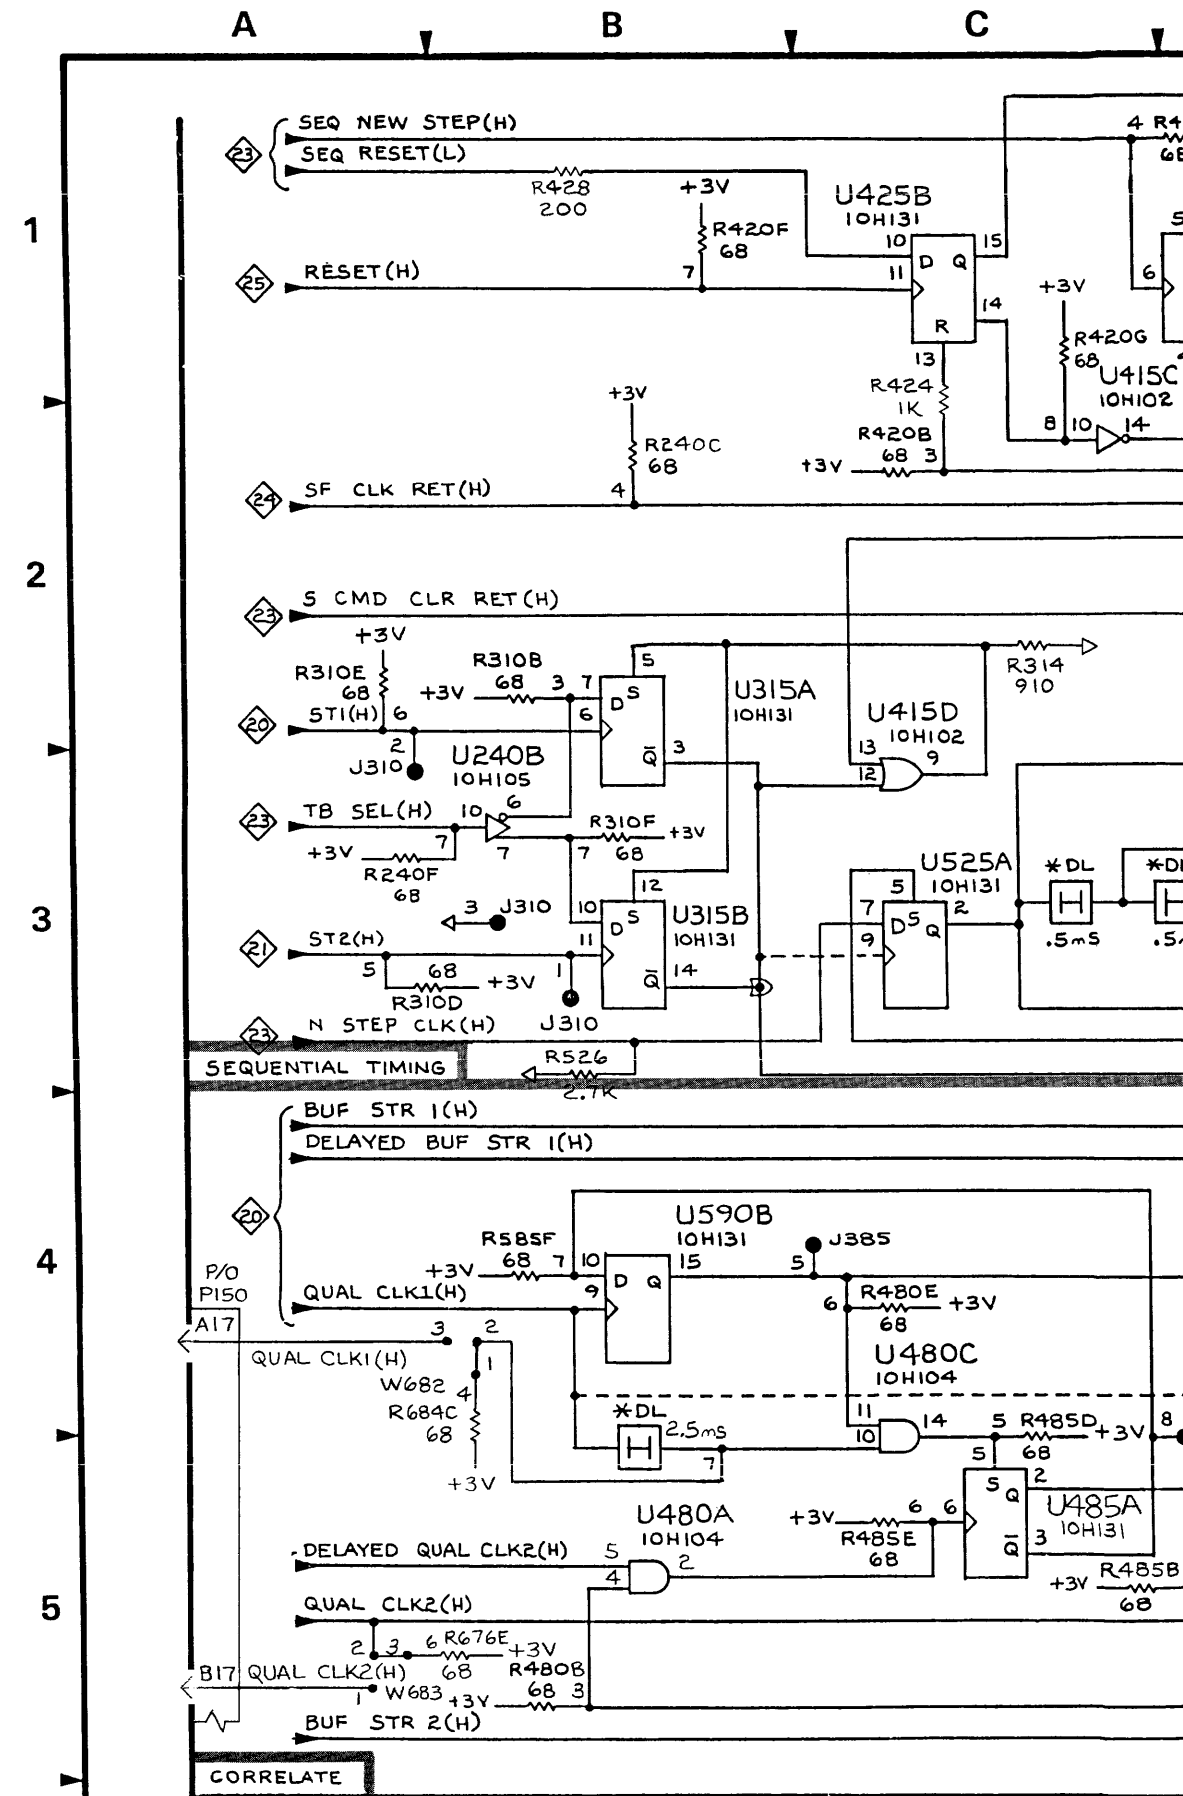 A B C
SEQ NEW STEP(H)
4
23
SEQ RESET(L)
R428
200
+3V
R420F
68
U425B
10H131
10 15
D Q
1
25
RESET(H)
7
11
14
R
13
6
+3V
R420G
68
U415C
10H102
R424
1K
8 10 14
R420B
68 3
+3V
+3V
R240C
68
4
24
SF CLK RET(H)
2
23
S CMD CLR RET(H)
+3V
R310E
68
R310B
68 3 7
+3V
5
D S
6
20
ST1(H) 6
2
J310
U240B
10H105
Q
3
U315A
10H131
R314
910
U415D
10H102
13
12
9
23
TB SEL(H) 10
6
7
7
+3V
R240F
68
R310F
68
+3V
7
3
3 J310
12
10
D S
11
U315B
10H131
Q
14
U525A
10H131
5
7
D S Q
2
9
*DL
.5mS
21
ST2(H)
5
68
+3V
R310D
1
J310
23
N STEP CLK(H)
SEQUENTIAL TIMING
R526
2.7K
BUF STR 1(H)
DELAYED BUF STR 1(H)
20
4
U590B
10H131
R585F
68 7 10
+3V
D Q
15
9
5
J385
QUAL CLK1(H)
R480E
6
68
+3V
P/O
P150
A17
3 2
QUAL CLK1(H)
1
W682
4
R684C
68
+3V
U480C
10H104
*DL
2.5mS
7
11
10
14
5 R485D
68
+3V
8
5
S Q
2
U485A
10H131
Q
3
6 6
+3V
R485E
68
U480A
10H104
R485B
+3V
68
DELAYED QUAL CLK2(H) 5
4
2
5
QUAL CLK2(H)
2 3 6 R676E
68
+3V
B17 QUAL CLK2(H)
1 W683
R480B
+3V 68 3
BUF STR 2(H)
CORRELATE